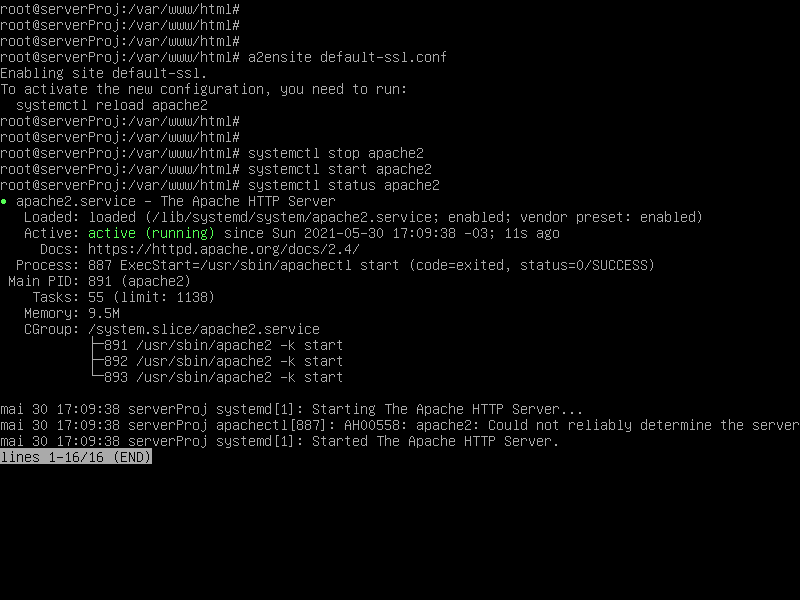 root@serverProj:/var/www/html#
root@serverProj:/var/www/html#
root@serverProj:/var/www/html#
root@serverProj:/var/www/html# a2ensite default-ssl.conf
Enabling site default-ssl.
To activate the new configuration, you need to run:
  systemctl reload apache2
root@serverProj:/var/www/html#
root@serverProj:/var/www/html#
root@serverProj:/var/www/html# systemctl stop apache2
root@serverProj:/var/www/html# systemctl start apache2
root@serverProj:/var/www/html# systemctl status apache2
● apache2.service - The Apache HTTP Server
   Loaded: loaded (/lib/systemd/system/apache2.service; enabled; vendor preset: enabled)
   Active: active (running) since Sun 2021-05-30 17:09:38 -03; 11s ago
     Docs: https://httpd.apache.org/docs/2.4/
  Process: 887 ExecStart=/usr/sbin/apachectl start (code=exited, status=0/SUCCESS)
 Main PID: 891 (apache2)
    Tasks: 55 (limit: 1138)
   Memory: 9.5M
   CGroup: /system.slice/apache2.service
           ├─891 /usr/sbin/apache2 -k start
           ├─892 /usr/sbin/apache2 -k start
           └─893 /usr/sbin/apache2 -k start

mai 30 17:09:38 serverProj systemd[1]: Starting The Apache HTTP Server...
mai 30 17:09:38 serverProj apachectl[887]: AH00558: apache2: Could not reliably determine the server
mai 30 17:09:38 serverProj systemd[1]: Started The Apache HTTP Server.
lines 1-16/16 (END)